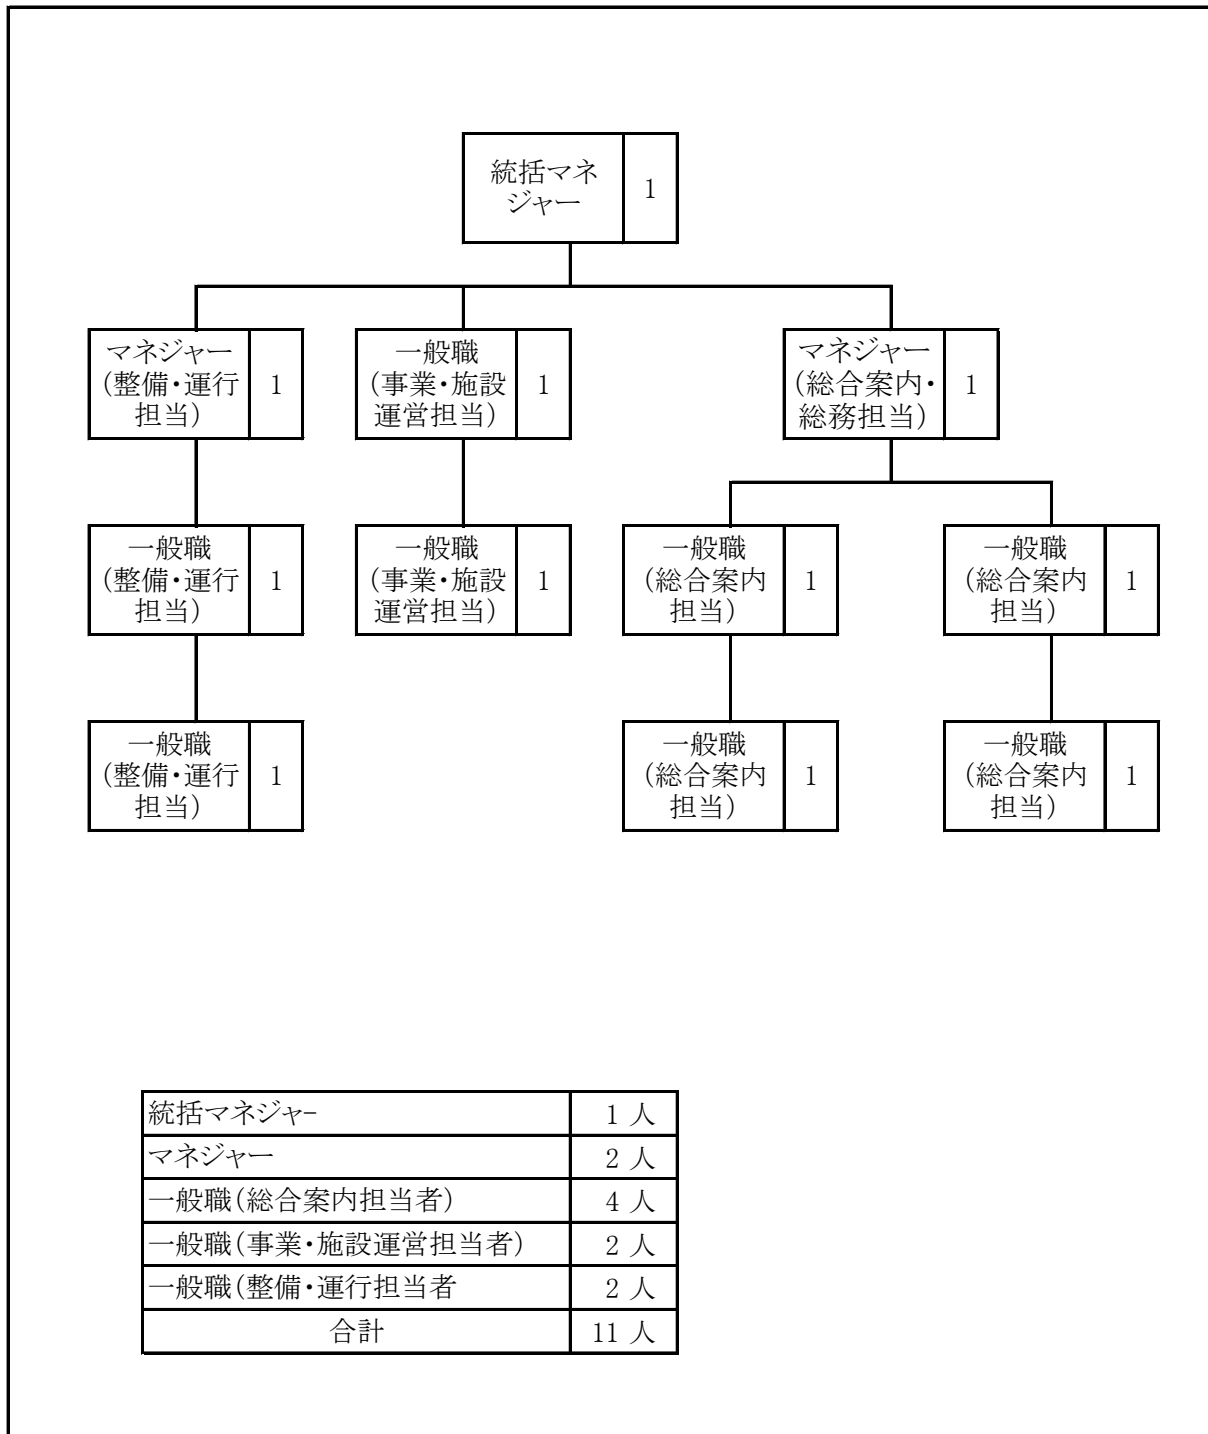 統括マネ
ジャー
1
マネジャー
(整備・運行
担当)
1
一般職
(事業・施設
運営担当)
1
マネジャー
(総合案内・
総務担当)
1
一般職
(整備・運行
担当)
1
一般職
(事業・施設
運営担当)
1
一般職
(総合案内
担当)
1
一般職
(総合案内
担当)
1
一般職
(整備・運行
担当)
1
一般職
(総合案内
担当)
1
一般職
(総合案内
担当)
1
統括マネジャ- 1 人
マネジャー 2 人
一般職(総合案内担当者) 4 人
一般職(事業・施設運営担当者) 2 人
一般職(整備・運行担当者 2 人
合計 11 人